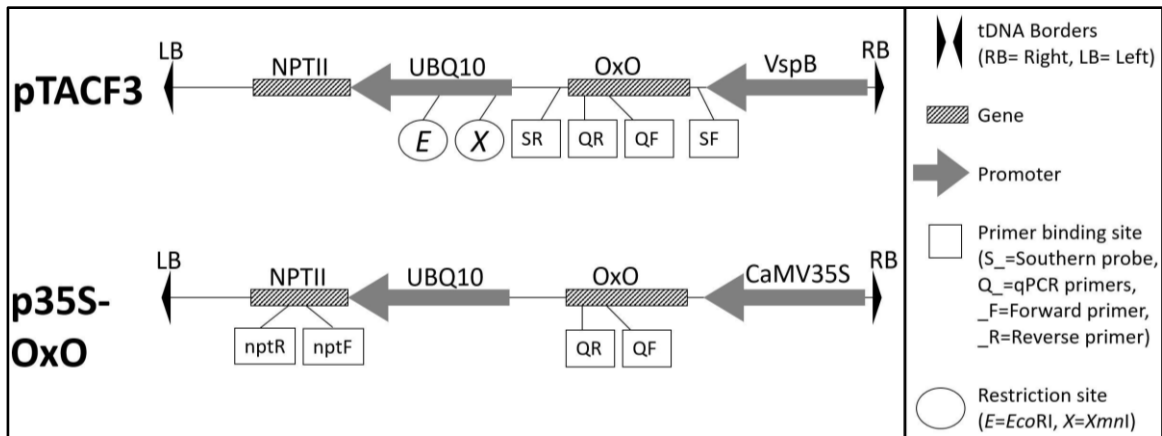 LB
NPTII
UBQ10
OxO
VspB
RB
pTACF3
E
X
SR
QR
QF
SF
LB
NPTII
UBQ10
OxO
CaMV35S
RB
p35S-
OxO
nptR
nptF
QR
QF
tDNA Borders
(RB= Right, LB= Left)
Gene
Promoter
Primer binding site
(S_=Southern probe,
Q_=qPCR primers,
_F=Forward primer,
_R=Reverse primer)
Restriction site
(E=EcoRI, X=XmnI)